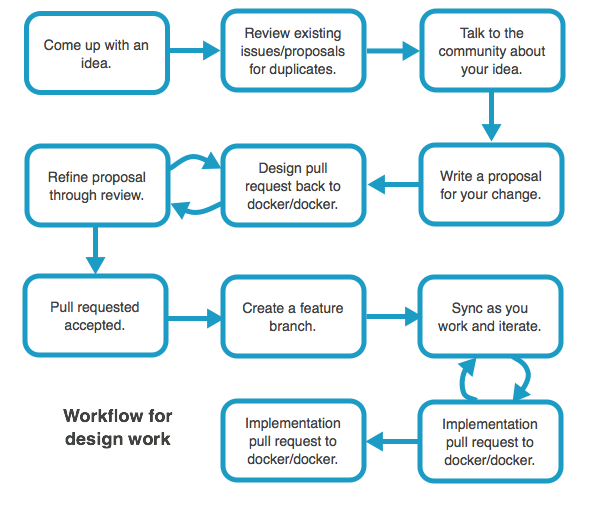 Come up with an
idea.
Review existing
issues/proposals
for duplicates.
Talk to the
community about
your idea.
Refine proposal
through review.
Design pull
request back to
docker/docker.
Write a proposal
for your change.
Pull requested
accepted.
Create a feature
branch.
Sync as you
work and iterate.
Workflow for
design work
Implementation
pull request to
docker/docker.
Implementation
pull request to
docker/docker.